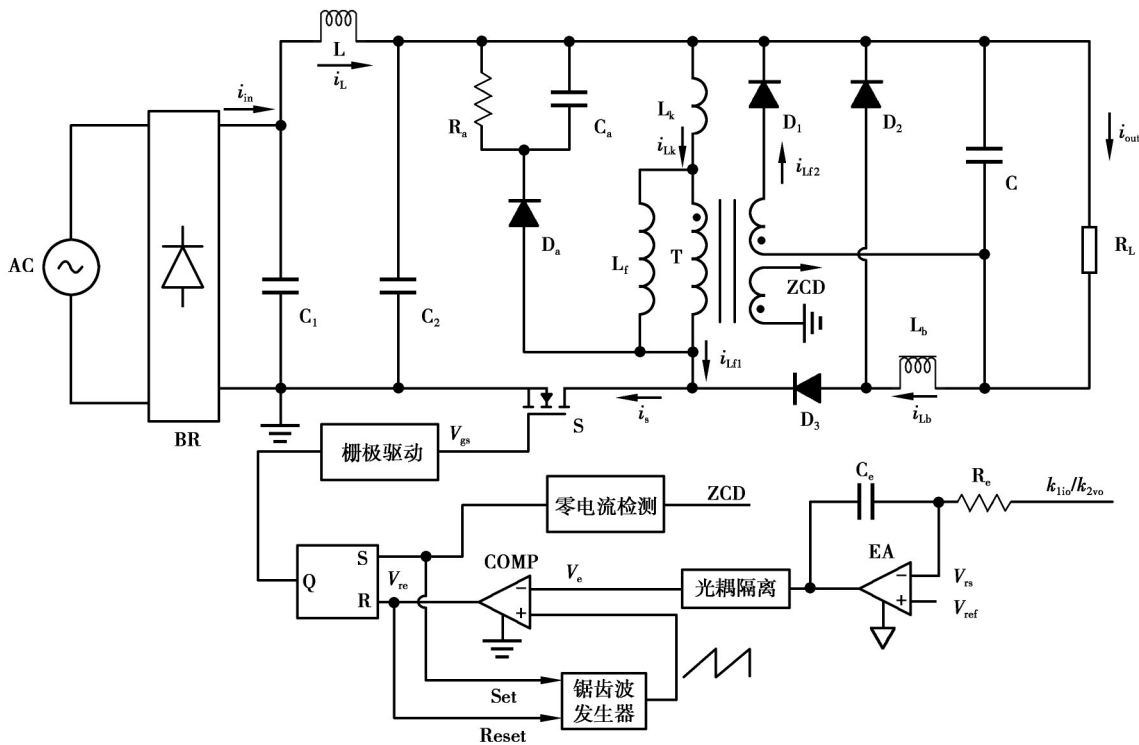 L
i_L
i_in
R_a
C_a
L_k
i_Lk
D_1
D_2
i_Lf2
i_out
C
AC
D_a
L_f
T
R_L
C_1
C_2
ZCD
L_b
i_Lf1
BR
i_s
S
D_3
i_Lb
栅极驱动
V_gs
C_e
R_e
k_1io/k_2vo
零电流检测
ZCD
EA
S
COMP
Q
V_re
V_e
光耦隔离
−
V_rs
R
−
+
V_ref
+
Set
锯齿波
发生器
Reset